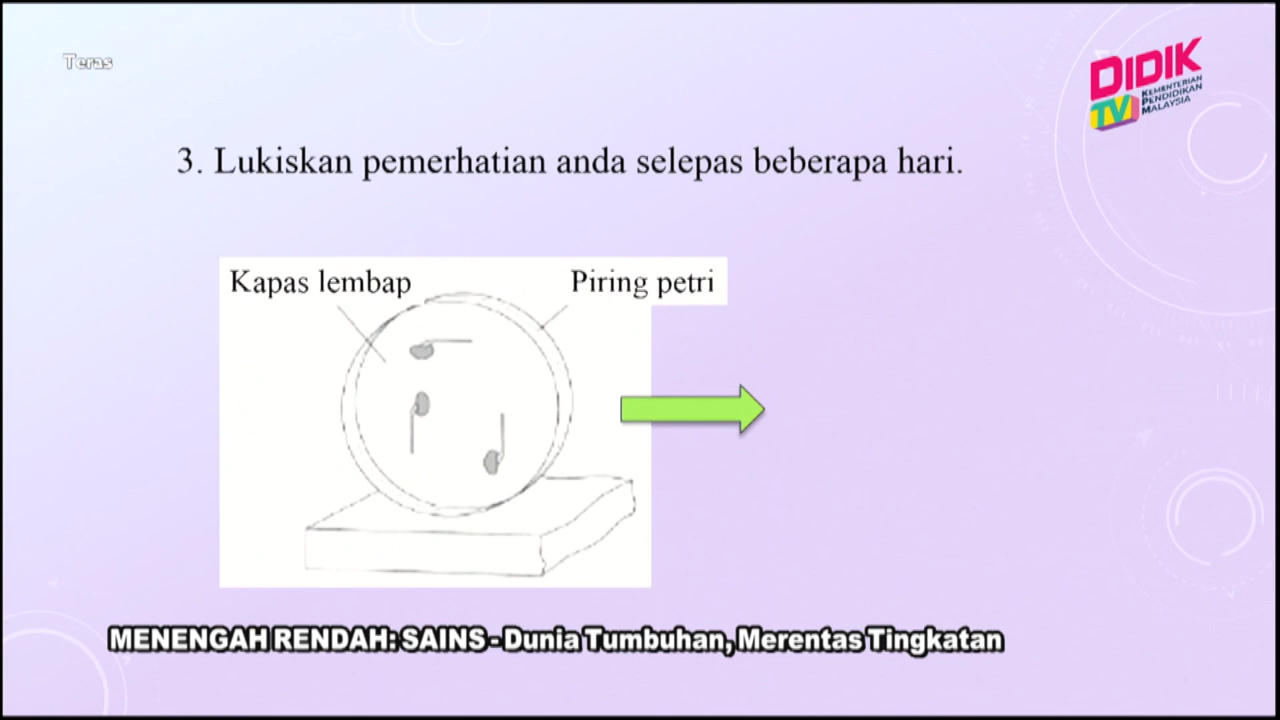 Teras
DIDIK
TV
KEMENTERIAN
PENDIDIKAN
MALAYSIA
3. Lukiskan pemerhatian anda selepas beberapa hari.
Kapas lembap
Piring petri
MENENGAH RENDAH: SAINS - Dunia Tumbuhan, Merentas Tingkatan